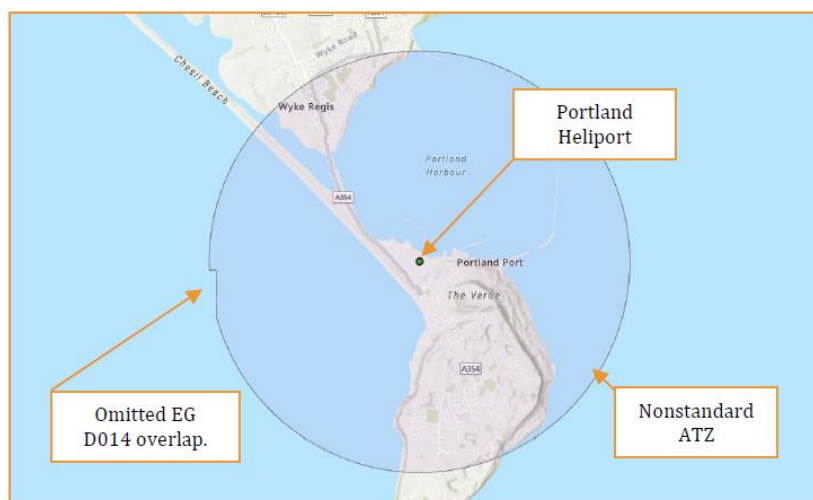 Wyke Road
Chesil Beach
Wyke Regis
Portland
Heliport
Portland
Harbour
A354
Portland Port
The Verne
A354
Omitted EG
D014 overlap.
Nonstandard
ATZ